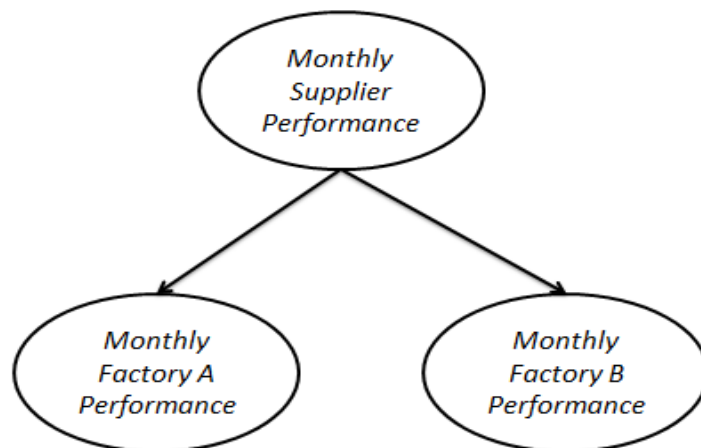 Monthly
Supplier
Performance
Monthly
Factory A
Performance
Monthly
Factory B
Performance